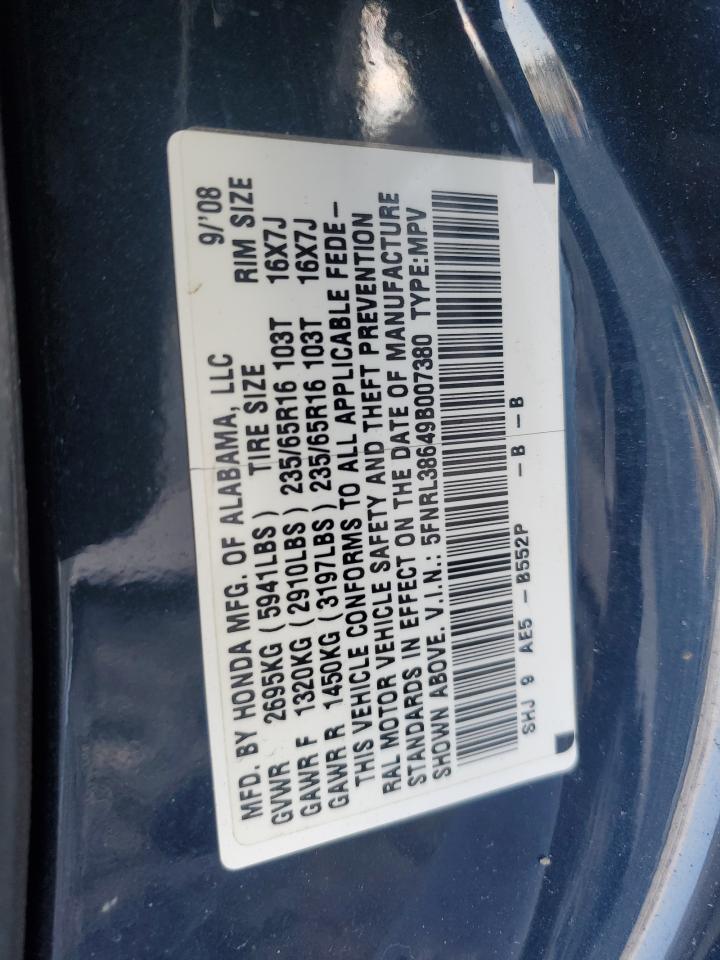 MFD. BY HONDA MFG. OF ALABAMA, LLC 9/'08
GVWR 2695KG (5941LBS) TIRE SIZE RIM SIZE
GAWR F 1320KG (2910LBS) 235/65R16 103T 16X7J
GAWR R 1450KG (3197LBS) 235/65R16 103T 16X7J
THIS VEHICLE CONFORMS TO ALL APPLICABLE FEDE-
RAL MOTOR VEHICLE SAFETY AND THEFT PREVENTION
STANDARDS IN EFFECT ON THE DATE OF MANUFACTURE
SHOWN ABOVE. V.I.N.: 5FNRL38649B007380 TYPE:MPV
SHJ 9 AE5 -B552P -B -B